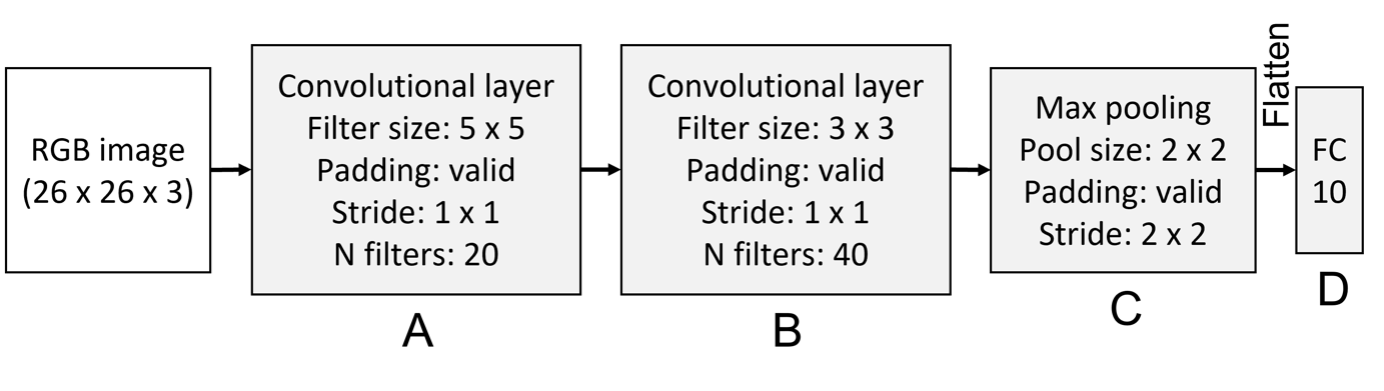 RGB image
(26 x 26 x 3)
Convolutional layer
Filter size: 5 x 5
Padding: valid
Stride: 1 x 1
N filters: 20
A
Convolutional layer
Filter size: 3 x 3
Padding: valid
Stride: 1 x 1
N filters: 40
B
Max pooling
Pool size: 2 x 2
Padding: valid
Stride: 2 x 2
C
Flatten
FC
10
D